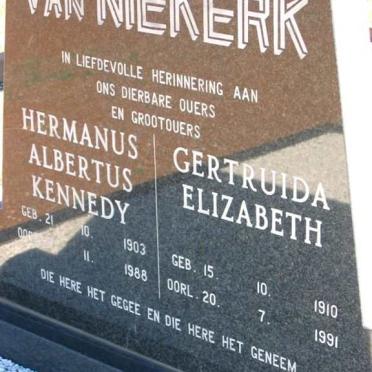 VAN NIEKERK
IN LIEFDEVOLLE HERINNERING AAN
ONS DIERBARE OUERS
EN GROOTOUERS
HERMANUS
ALBERTUS
KENNEDY
GEB. 21 10. 1903
11. 1988
GERTRUIDA
ELIZABETH
GEB. 15 10. 1910
OORL. 20. 7. 1991
DIE HERE HET GEGEE EN DIE HERE HET GENEEM